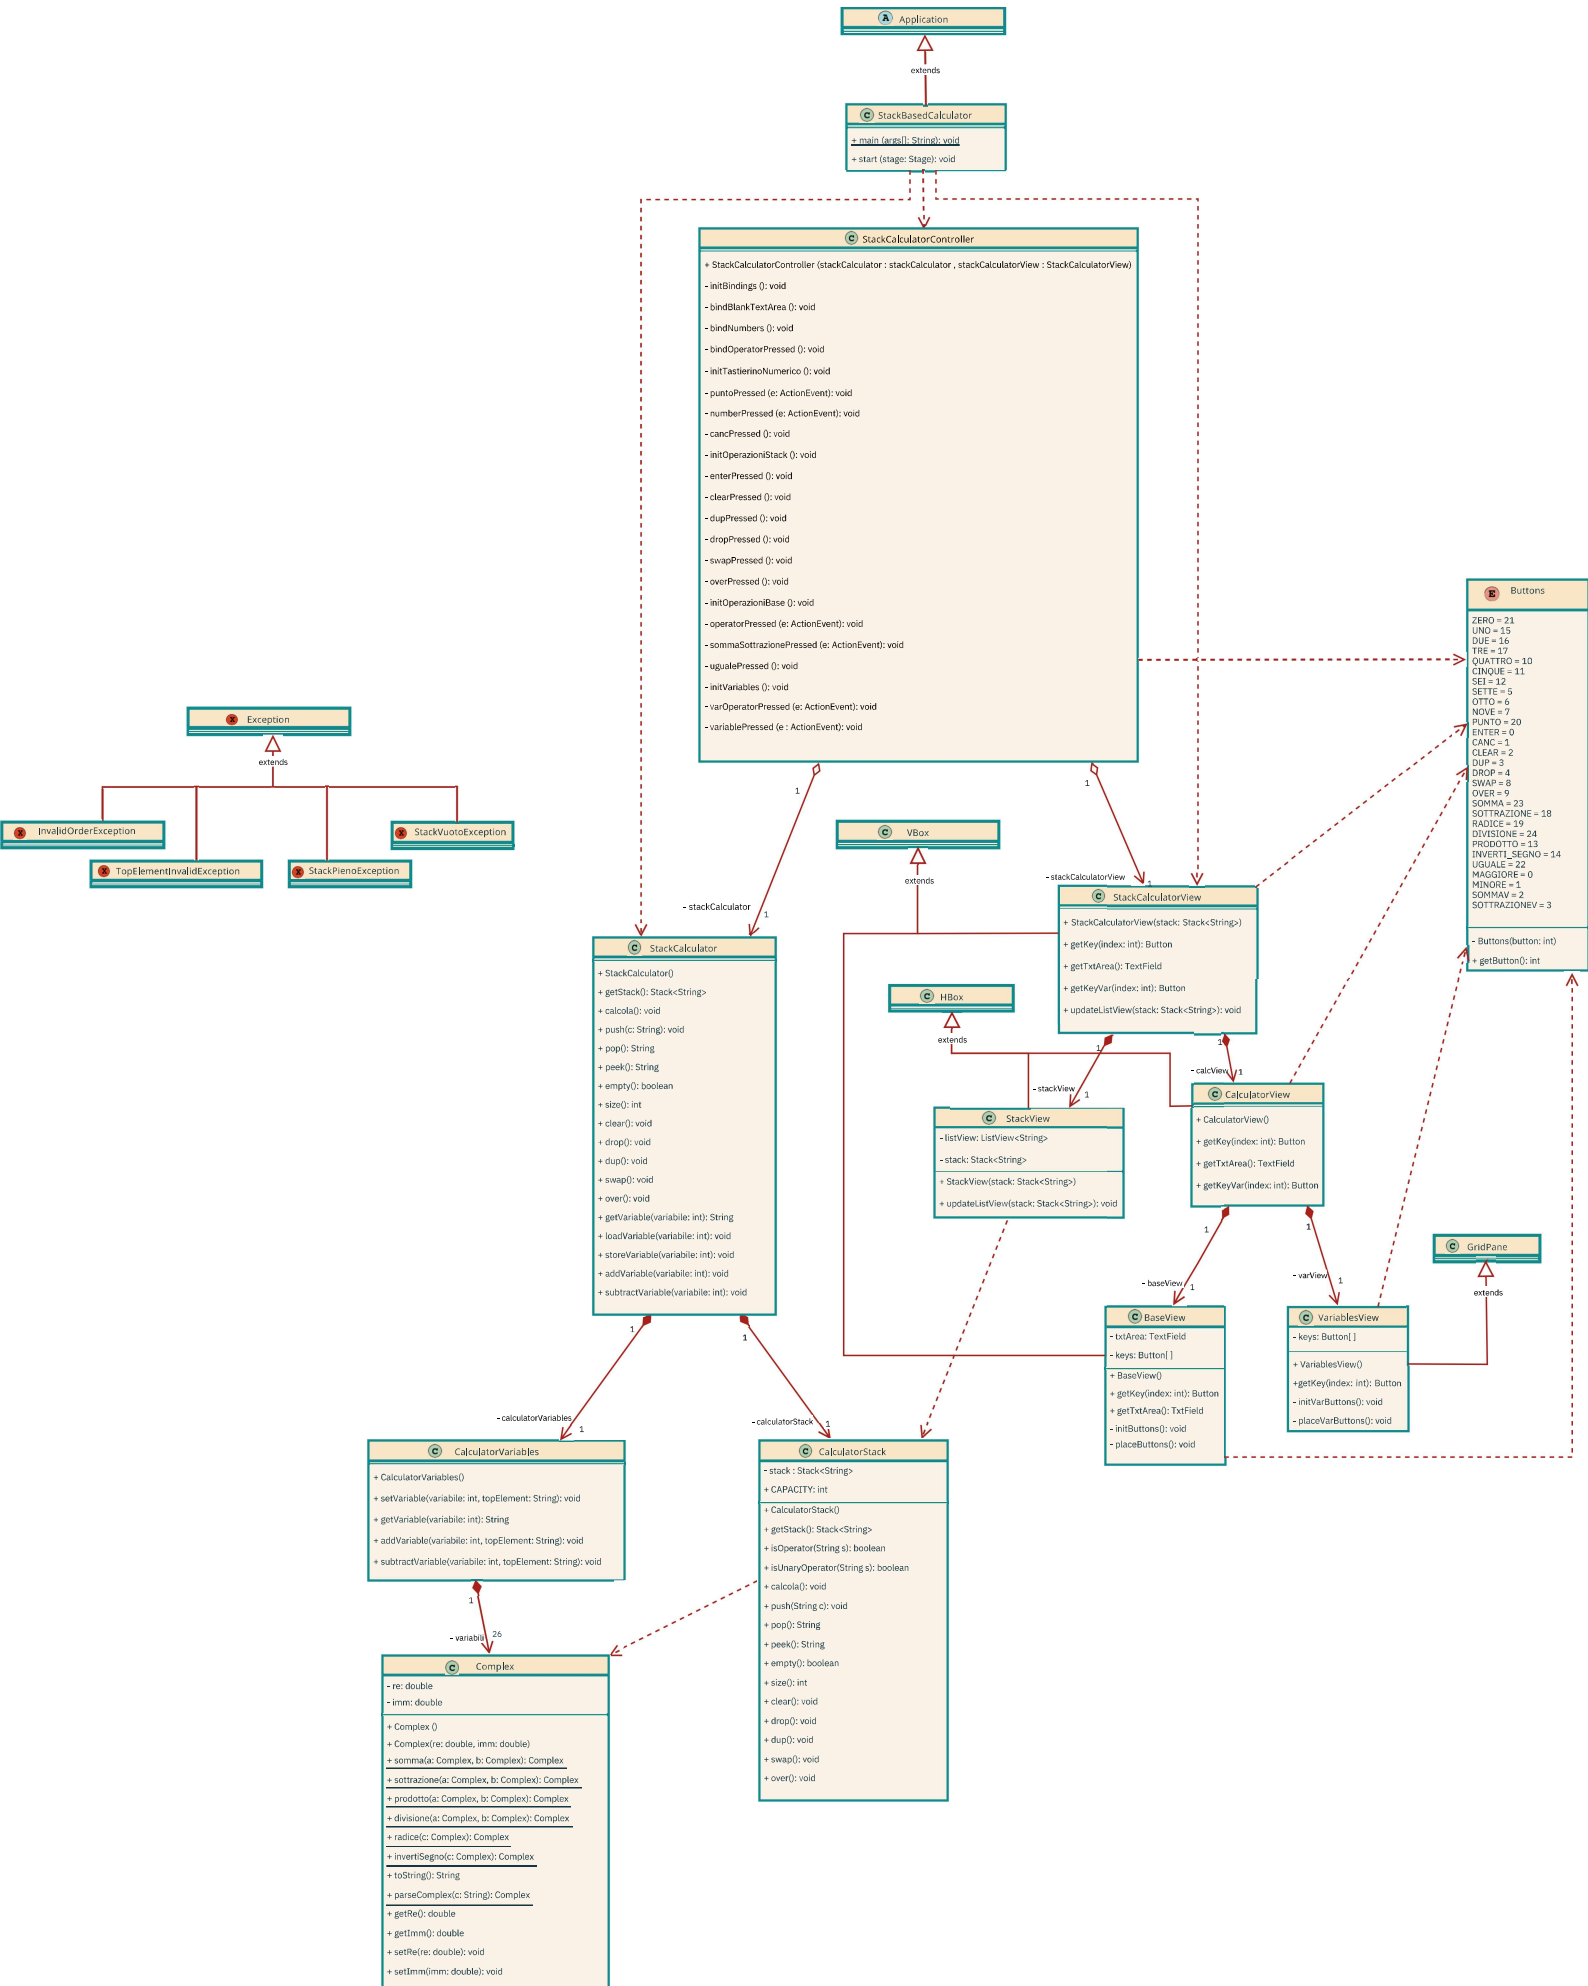 A Application
extends
C StackBasedCalculator
+ main (args[]: String): void
+ start (stage: Stage): void
C StackCalculatorController
+ StackCalculatorController (stackCalculator : stackCalculator , stackCalculatorView : StackCalculatorView)
- initBindings (): void
- bindBlankTextArea (): void
- bindNumbers (): void
- bindOperatorPressed (): void
- initTastierinoNumerico (): void
- puntoPressed (e: ActionEvent): void
- numberPressed (e: ActionEvent): void
- cancPressed (): void
- initOperazioniStack (): void
- enterPressed (): void
- clearPressed (): void
- dupPressed (): void
- dropPressed (): void
- swapPressed (): void
- overPressed (): void
- initOperazioniBase (): void
- operatorPressed (e: ActionEvent): void
- sommaSottrazionePressed (e: ActionEvent): void
- ugualePressed (): void
- initVariables (): void
- varOperatorPressed (e: ActionEvent): void
- variablePressed (e : ActionEvent): void
E Buttons
ZERO = 21
UNO = 15
DUE = 16
TRE = 17
QUATTRO = 10
CINQUE = 11
SEI = 12
SETTE = 5
OTTO = 6
NOVE = 7
PUNTO = 20
ENTER = 0
CANC = 1
CLEAR = 2
DUP = 3
DROP = 4
SWAP = 8
OVER = 9
SOMMA = 23
SOTTRAZIONE = 18
RADICE = 19
DIVISIONE = 24
PRODOTTO = 13
INVERTI_SEGNO = 14
UGUALE = 22
MAGGIORE = 0
MINORE = 1
SOMMAV = 2
SOTTRAZIONEV = 3
- Buttons(button: int)
+ getButton(): int
X Exception
extends
X InvalidOrderException
X StackVuotoException
X TopElementInvalidException
X StackPienoException
1
1
C VBox
extends
- stackCalculatorView
1
- stackCalculator
1
C StackCalculatorView
+ StackCalculatorView(stack: Stack<String>)
+ getKey(index: int): Button
+ getTxtArea(): TextField
+ getKeyVar(index: int): Button
+ updateListView(stack: Stack<String>): void
C StackCalculator
+ StackCalculator()
+ getStack(): Stack<String>
+ calcola(): void
+ push(c: String): void
+ pop(): String
+ peek(): String
+ empty(): boolean
+ size(): int
+ clear(): void
+ drop(): void
+ dup(): void
+ swap(): void
+ over(): void
+ getVariable(variabile: int): String
+ loadVariable(variabile: int): void
+ storeVariable(variabile: int): void
+ addVariable(variabile: int): void
+ subtractVariable(variabile: int): void
C HBox
extends
1
1
- stackView
1
- calcView
1
C StackView
- listView: ListView<String>
- stack: Stack<String>
+ StackView(stack: Stack<String>)
+ updateListView(stack: Stack<String>): void
C CalculatorView
+ CalculatorView()
+ getKey(index: int): Button
+ getTxtArea(): TextField
+ getKeyVar(index: int): Button
1
1
- baseView
1
- varView
1
C GridPane
extends
C BaseView
- txtArea: TextField
- keys: Button[ ]
+ BaseView()
+ getKey(index: int): Button
+ getTxtArea(): TxtField
- initButtons(): void
- placeButtons(): void
C VariablesView
- keys: Button[ ]
+ VariablesView()
+getKey(index: int): Button
- initVarButtons(): void
- placeVarButtons(): void
1
1
- calculatorVariables
1
- calculatorStack
1
C CalculatorVariables
+ CalculatorVariables()
+ setVariable(variabile: int, topElement: String): void
+ getVariable(variabile: int): String
+ addVariable(variabile: int, topElement: String): void
+ subtractVariable(variabile: int, topElement: String): void
C CalculatorStack
- stack : Stack<String>
+ CAPACITY: int
+ CalculatorStack()
+ getStack(): Stack<String>
+ isOperator(String s): boolean
+ isUnaryOperator(String s): boolean
+ calcola(): void
+ push(String c): void
+ pop(): String
+ peek(): String
+ empty(): boolean
+ size(): int
+ clear(): void
+ drop(): void
+ dup(): void
+ swap(): void
+ over(): void
1
- variabili
26
C Complex
- re: double
- imm: double
+ Complex ()
+ Complex(re: double, imm: double)
+ somma(a: Complex, b: Complex): Complex
+ sottrazione(a: Complex, b: Complex): Complex
+ prodotto(a: Complex, b: Complex): Complex
+ divisione(a: Complex, b: Complex): Complex
+ radice(c: Complex): Complex
+ invertiSegno(c: Complex): Complex
+ toString(): String
+ parseComplex(c: String): Complex
+ getRe(): double
+ getImm(): double
+ setRe(re: double): void
+ setImm(imm: double): void